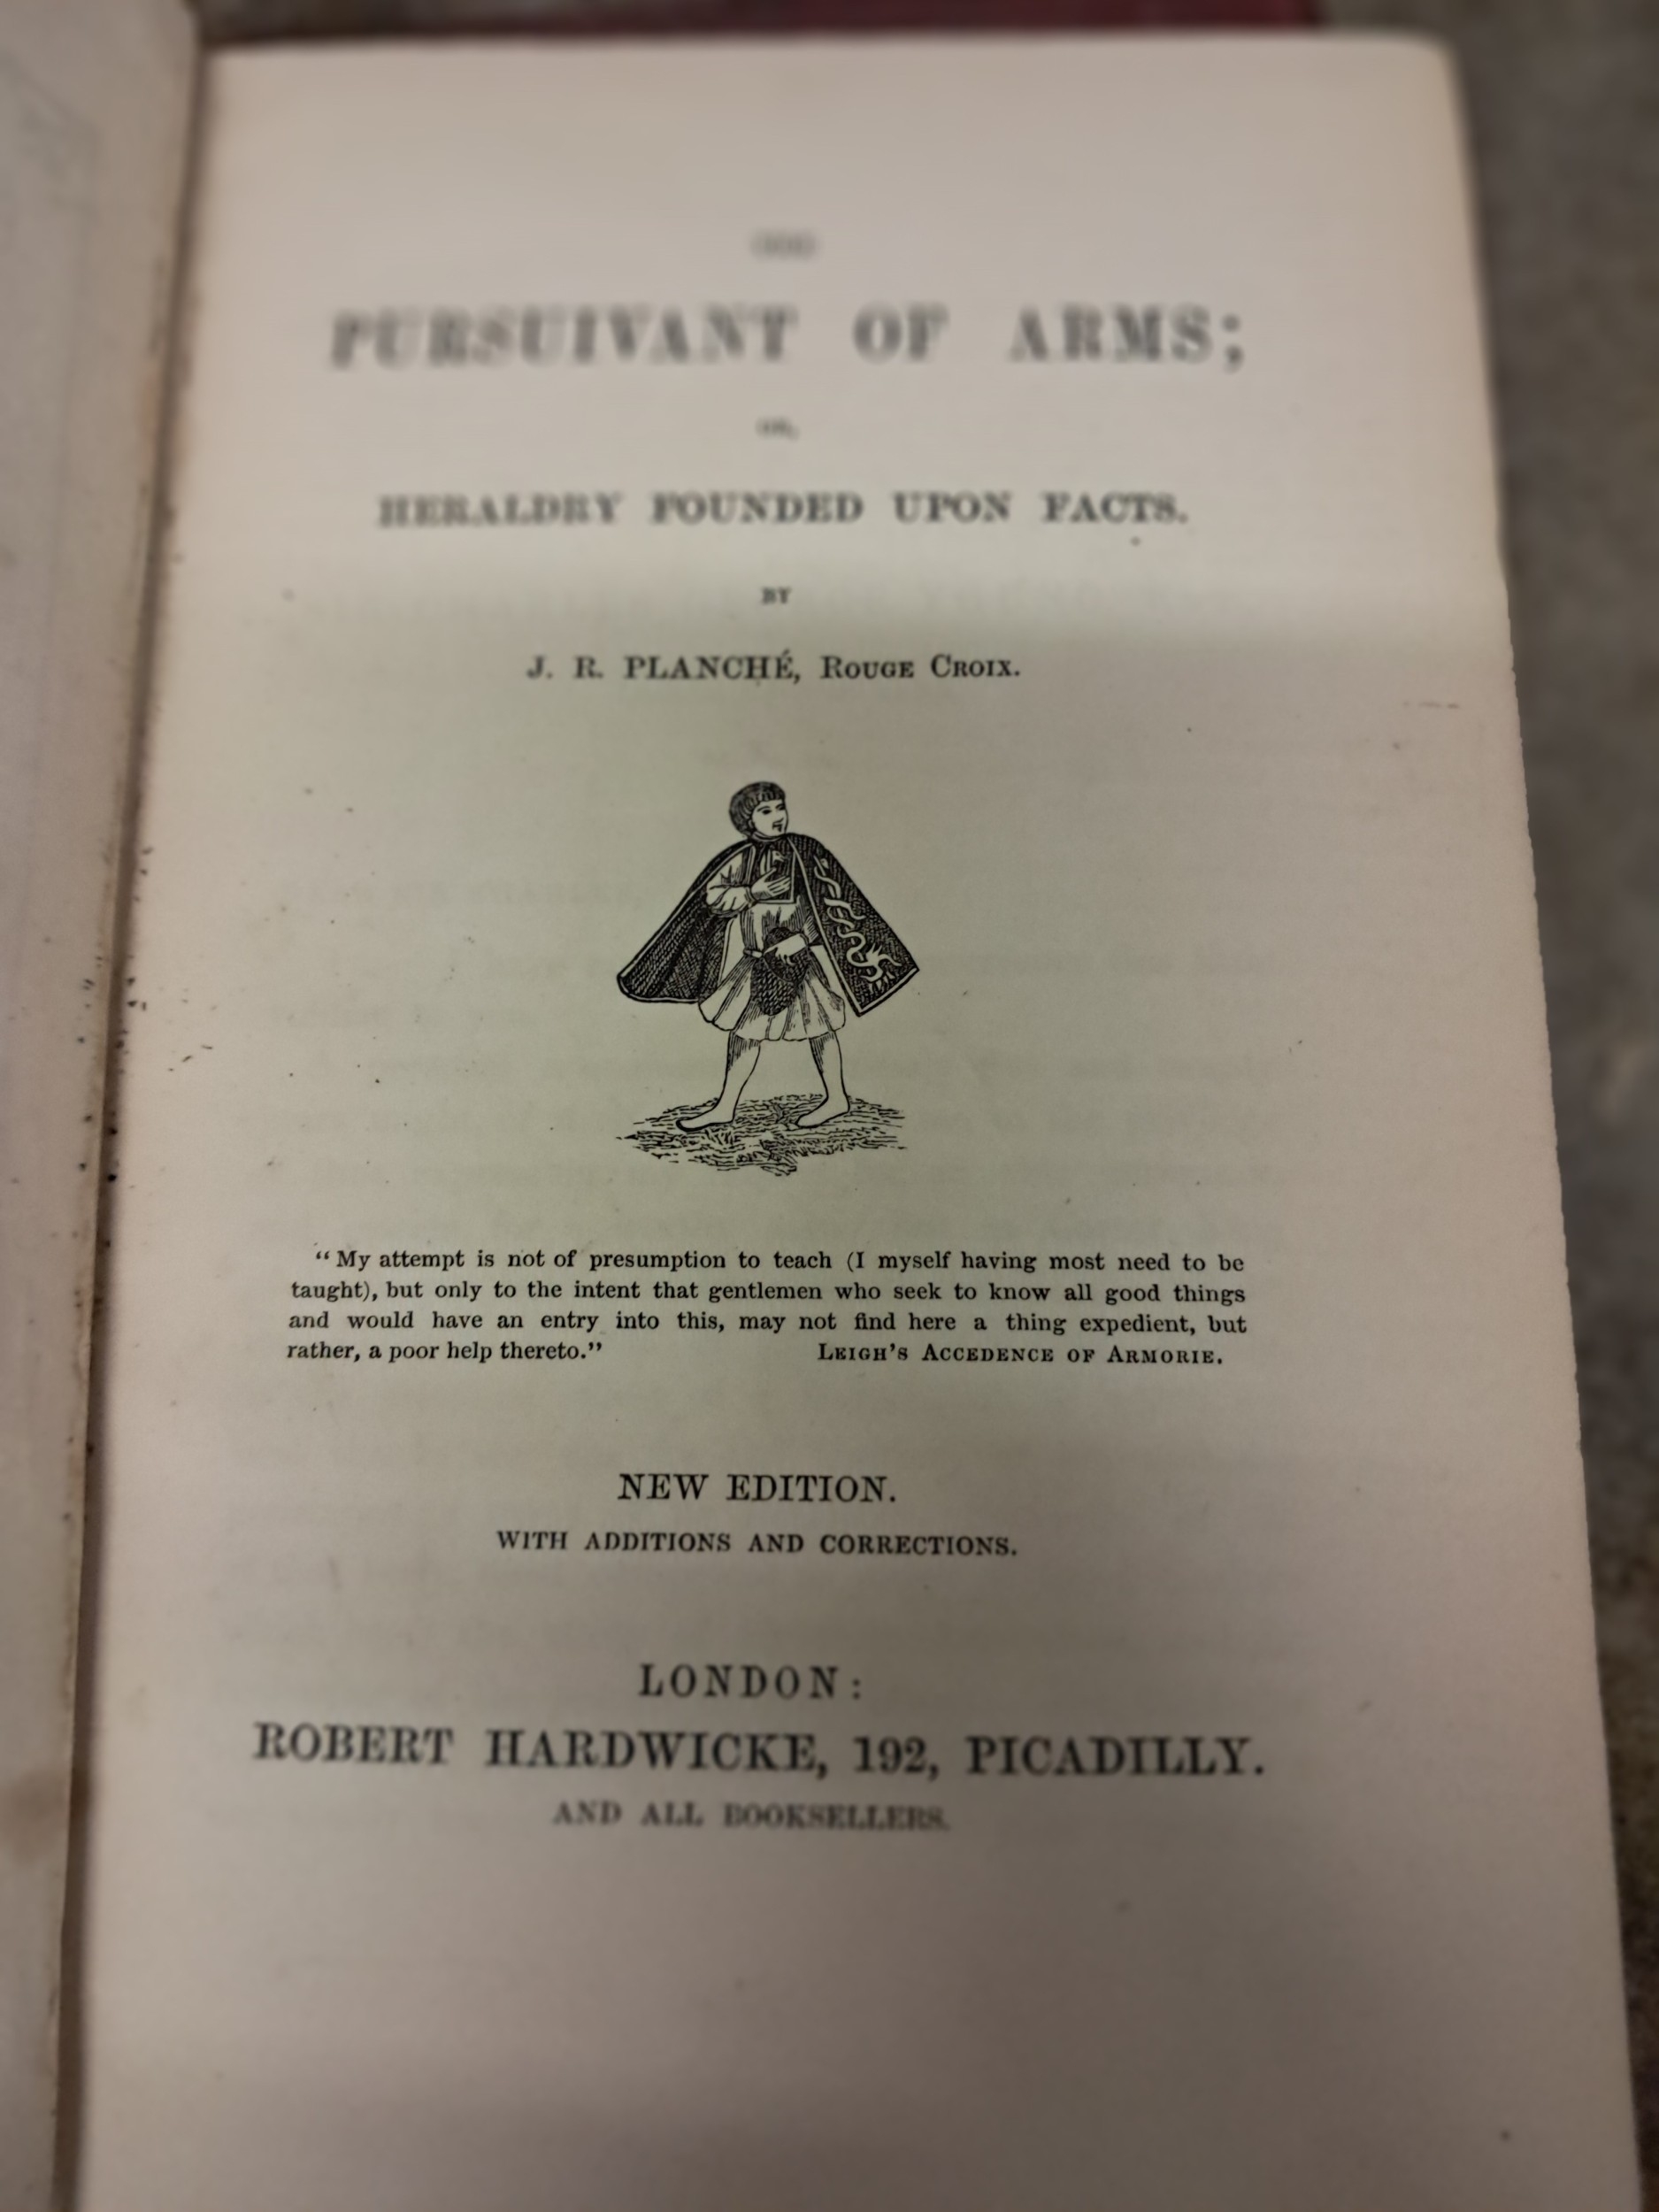 THE
PURSUIVANT OF ARMS;
OR,
HERALDRY FOUNDED UPON FACTS.
BY
J. R. PLANCHÉ, ROUGE CROIX.
"My attempt is not of presumption to teach (I myself having most need to be
taught), but only to the intent that gentlemen who seek to know all good things
and would have an entry into this, may not find here a thing expedient, but
rather, a poor help thereto." LEIGH'S ACCEDENCE OF ARMORIE.
NEW EDITION.
WITH ADDITIONS AND CORRECTIONS.
LONDON:
ROBERT HARDWICKE, 192, PICADILLY.
AND ALL BOOKSELLERS.